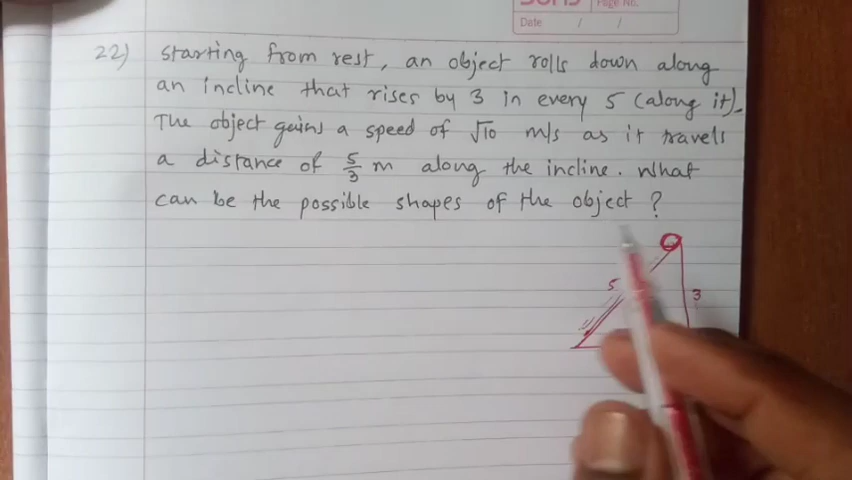 Page No.
Date / /
22) starting from rest, an object rolls down along
an incline that rises by 3 in every 5 (along it).
The object gains a speed of √10 m/s as it travels
a distance of 5/3 m along the incline. What
can be the possible shapes of the object ?
5
3